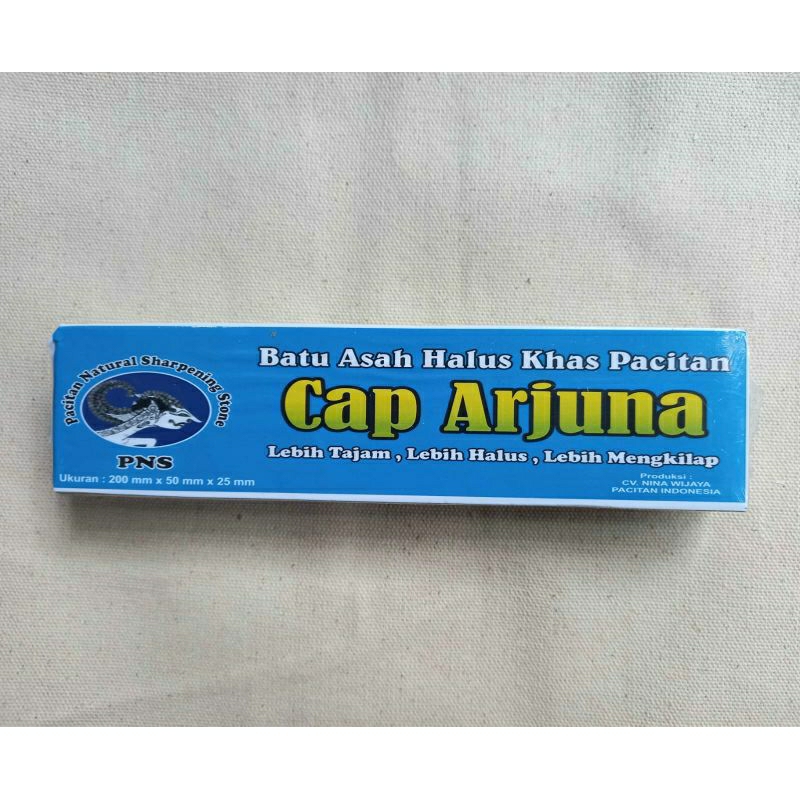 Pacitan Natural Sharpening Stone
PNS
Ukuran : 200 mm x 50 mm x 25 mm
Batu Asah Halus Khas Pacitan
Cap Arjuna
Lebih Tajam , Lebih Halus , Lebih Mengkilap
Produksi :
CV. NINA WIJAYA
PACITAN INDONESIA